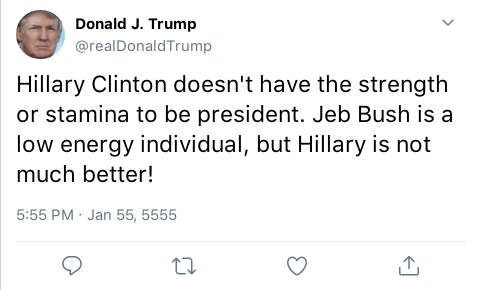 Donald J. Trump
@realDonaldTrump
Hillary Clinton doesn't have the strength
or stamina to be president. Jeb Bush is a
low energy individual, but Hillary is not
much better!
5:55 PM · Jan 55, 5555